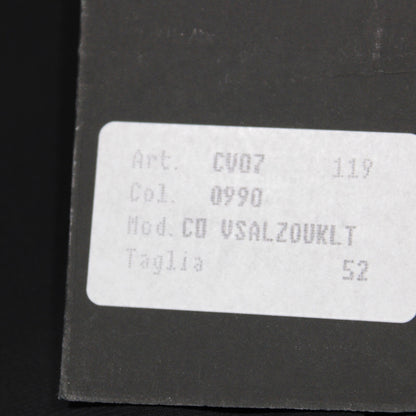 Art. CV07 119
Col. 0990
Mod. CD VSALZOUKLT
Taglia 52